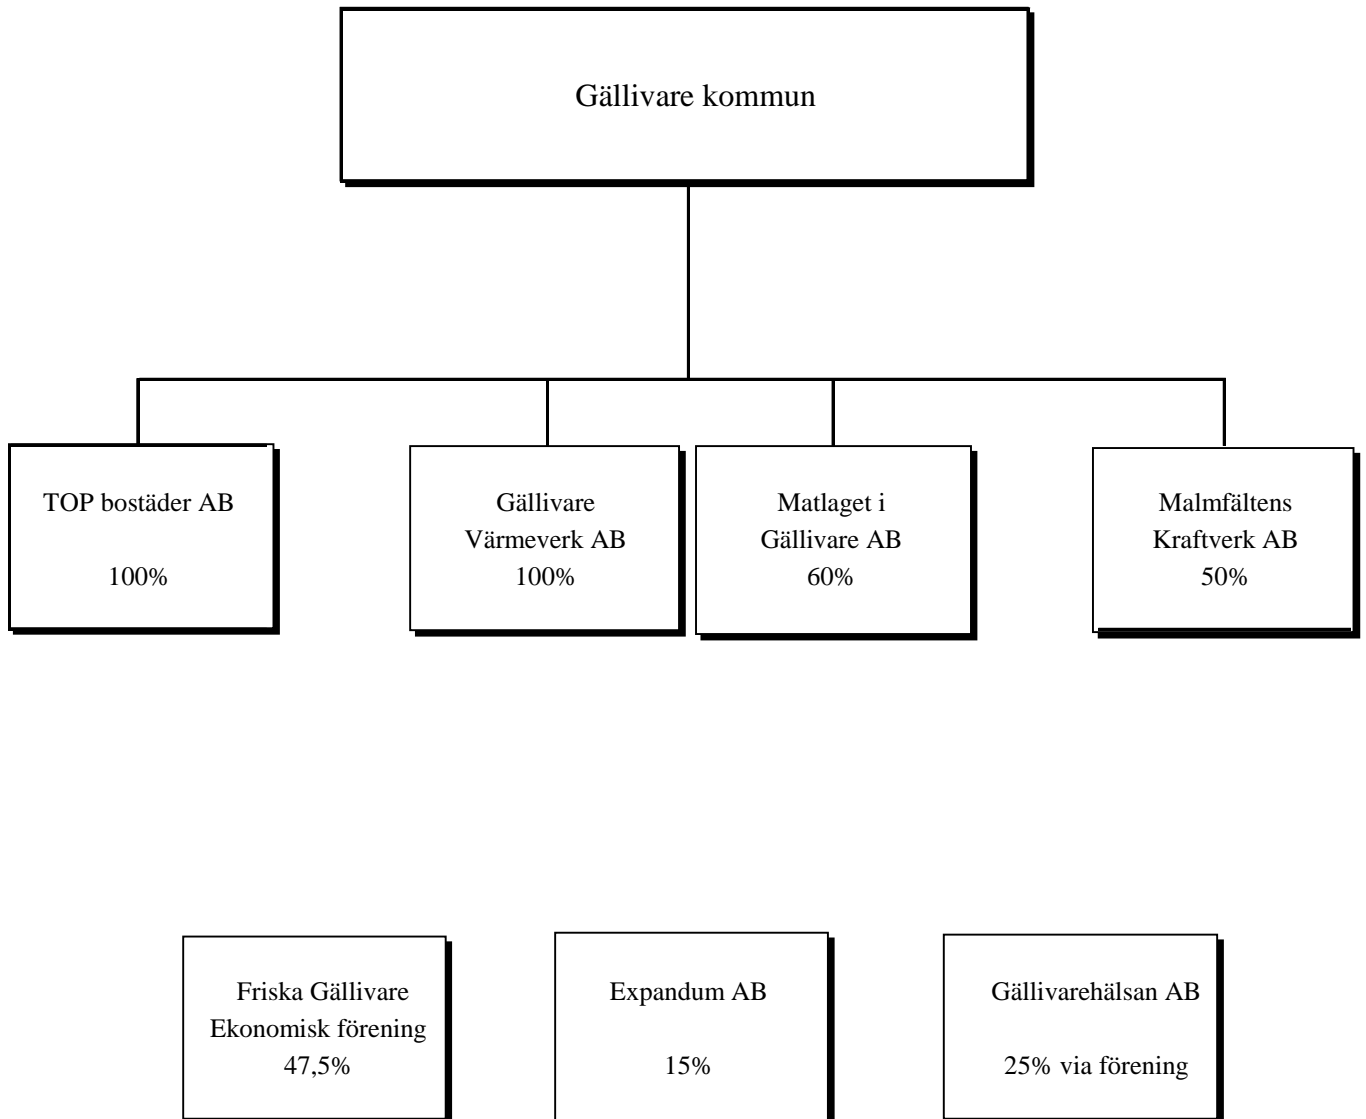 Gällivare kommun
TOP bostäder AB
100%
Gällivare
Värmeverk AB
100%
Matlaget i
Gällivare AB
60%
Malmfältens
Kraftverk AB
50%
Friska Gällivare
Ekonomisk förening
47,5%
Expandum AB
15%
Gällivarehälsan AB
25% via förening